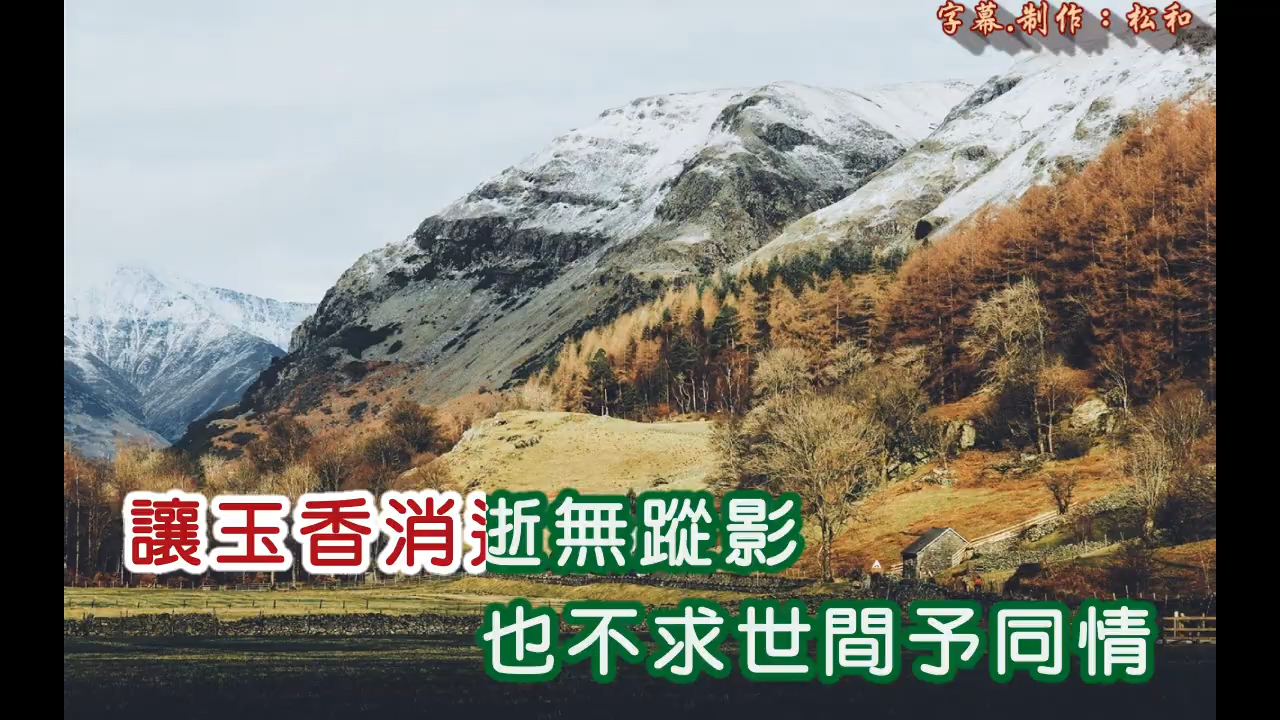 字幕.制作：松和
讓玉香消逝無蹤影
也不求世間予同情